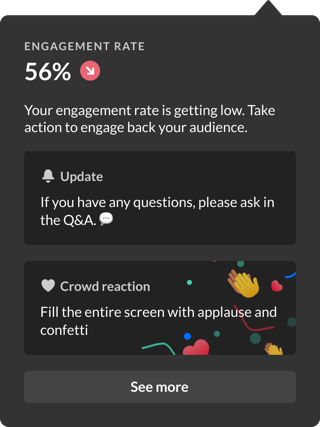 ENGAGEMENT RATE
56%
Your engagement rate is getting low. Take
action to engage back your audience.
Update
If you have any questions, please ask in
the Q&A. 💬
Crowd reaction
Fill the entire screen with applause and
confetti
See more